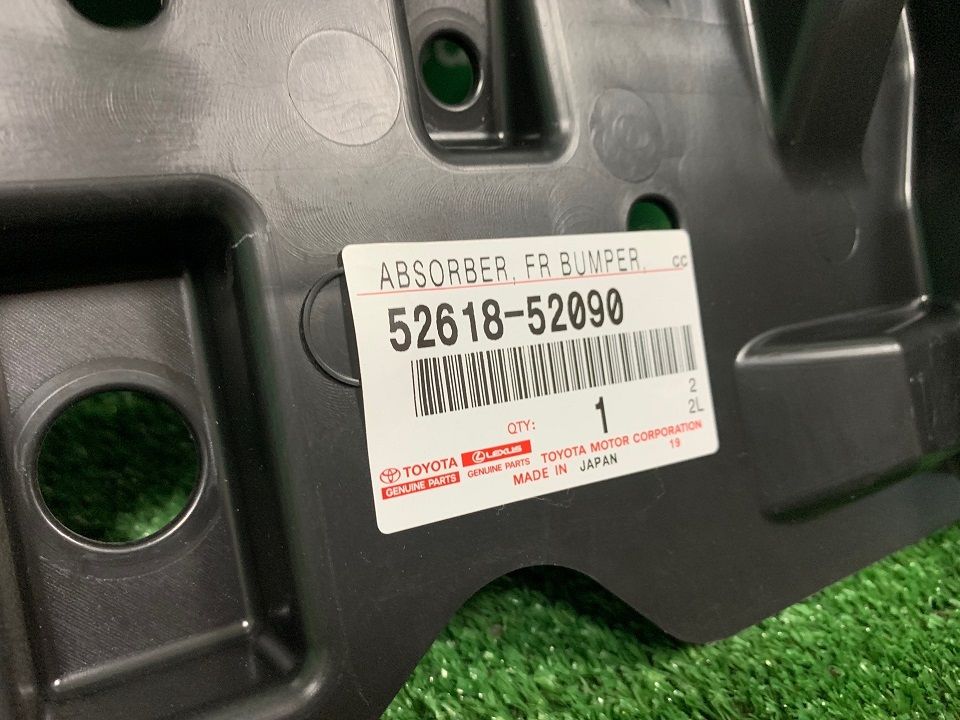 ABSORBER, FR BUMPER, CC
52618-52090
2
QTY: 1 2L
TOYOTA LEXUS TOYOTA MOTOR CORPORATION
GENUINE PARTS GENUINE PARTS MADE IN JAPAN 19